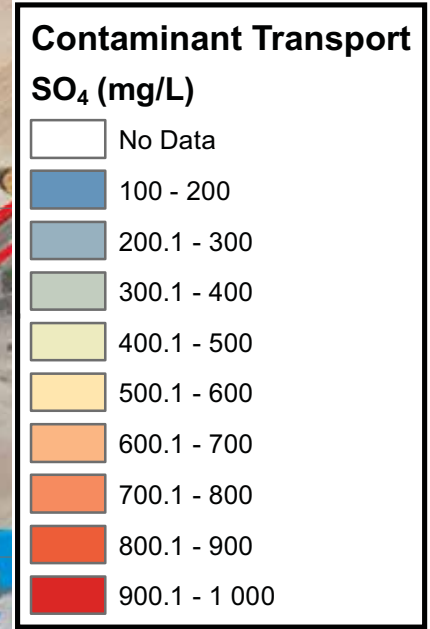 Contaminant Transport
SO₄ (mg/L)
No Data
100 - 200
200.1 - 300
300.1 - 400
400.1 - 500
500.1 - 600
600.1 - 700
700.1 - 800
800.1 - 900
900.1 - 1 000